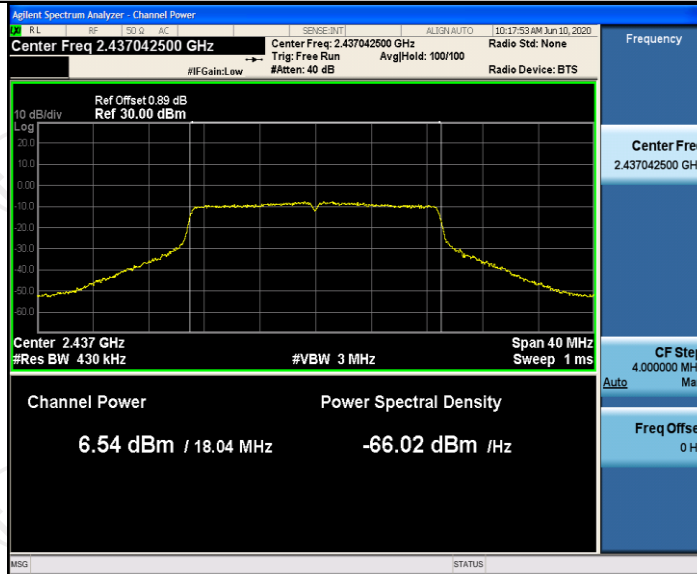 Agilent Spectrum Analyzer - Channel Power
RL RF 50 Ω AC SENSE:INT ALIGN AUTO 10:17:53 AM Jun 10, 2020
Center Freq 2.437042500 GHz
Center Freq: 2.437042500 GHz
Radio Std: None
Trig: Free Run Avg|Hold: 100/100
#IFGain:Low
#Atten: 40 dB
Radio Device: BTS
Ref Offset 0.89 dB
10 dB/div Ref 30.00 dBm
Log
20.0
10.0
0.00
-10.0
-20.0
-30.0
-40.0
-50.0
-60.0
Center 2.437 GHz Span 40 MHz
#Res BW 430 kHz #VBW 3 MHz Sweep 1 ms
Channel Power Power Spectral Density
6.54 dBm / 18.04 MHz -66.02 dBm /Hz
MSG STATUS
Frequency
Center Fre
2.437042500 GH
CF Ste
4.000000 MH
Auto Ma
Freq Offse
0 H